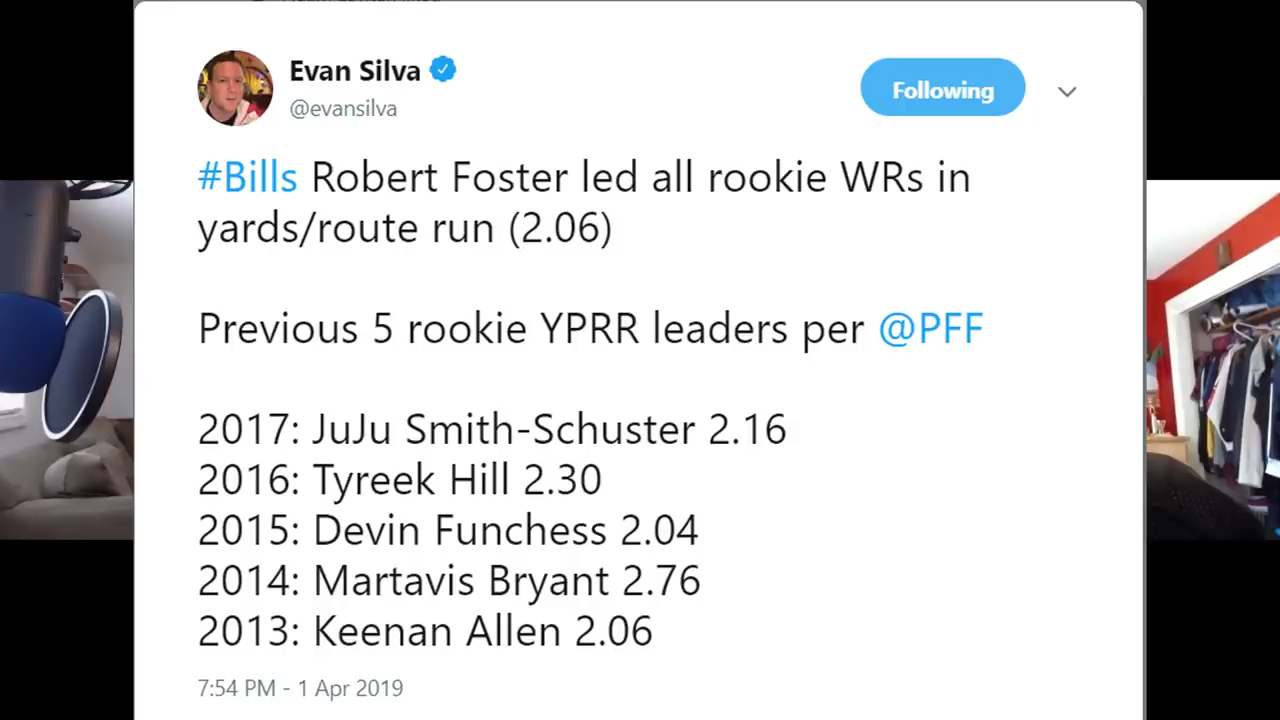 Evan Silva
@evansilva
Following
#Bills Robert Foster led all rookie WRs in
yards/route run (2.06)
Previous 5 rookie YPRR leaders per @PFF
2017: JuJu Smith-Schuster 2.16
2016: Tyreek Hill 2.30
2015: Devin Funchess 2.04
2014: Martavis Bryant 2.76
2013: Keenan Allen 2.06
7:54 PM - 1 Apr 2019